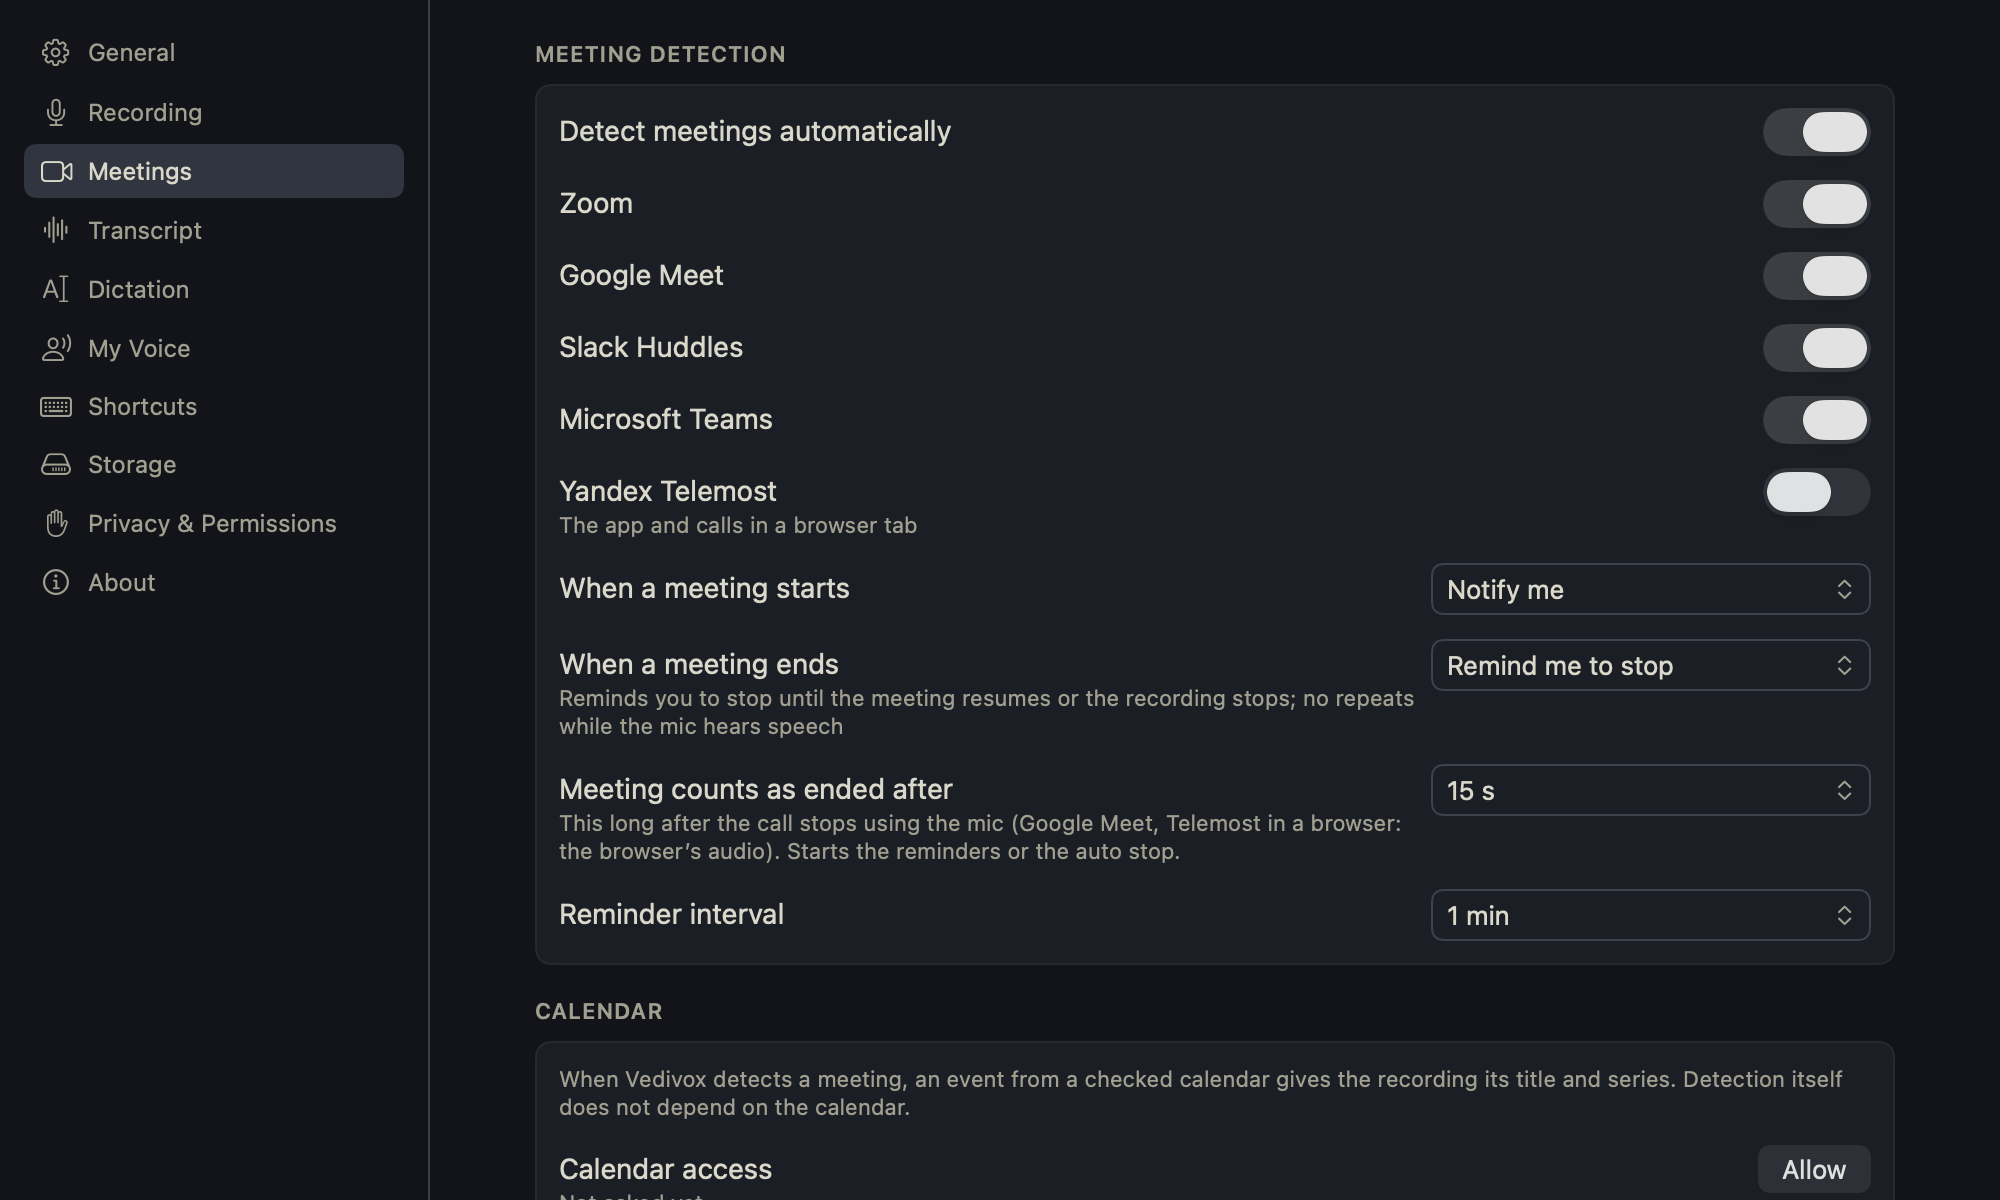 General
Recording
Meetings
Transcript
Dictation
My Voice
Shortcuts
Storage
Privacy & Permissions
About
MEETING DETECTION
Detect meetings automatically
Zoom
Google Meet
Slack Huddles
Microsoft Teams
Yandex Telemost
The app and calls in a browser tab
When a meeting starts
Notify me
When a meeting ends
Remind me to stop
Reminds you to stop until the meeting resumes or the recording stops; no repeats
while the mic hears speech
Meeting counts as ended after
15 s
This long after the call stops using the mic (Google Meet, Telemost in a browser:
the browser’s audio). Starts the reminders or the auto stop.
Reminder interval
1 min
CALENDAR
When Vedivox detects a meeting, an event from a checked calendar gives the recording its title and series. Detection itself
does not depend on the calendar.
Calendar access
Allow
Not asked yet